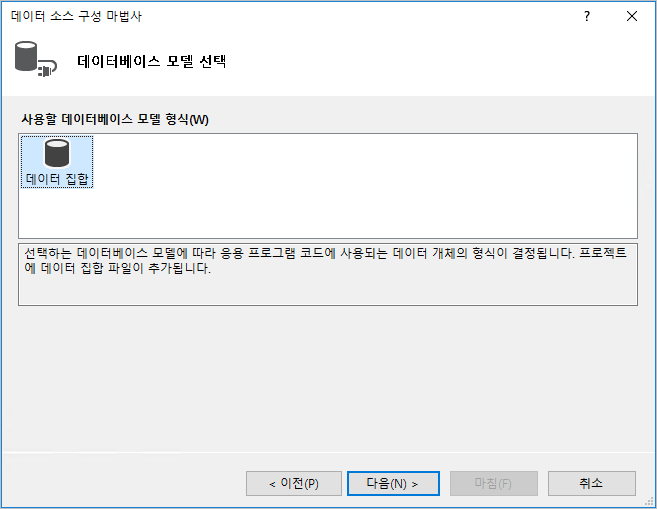 데이터 소스 구성 마법사
?
데이터베이스 모델 선택
사용할 데이터베이스 모델 형식(W)
데이터 집합
선택하는 데이터베이스 모델에 따라 응용 프로그램 코드에 사용되는 데이터 개체의 형식이 결정됩니다. 프로젝트
에 데이터 집합 파일이 추가됩니다.
< 이전(P)
다음(N) >
마침(F)
취소